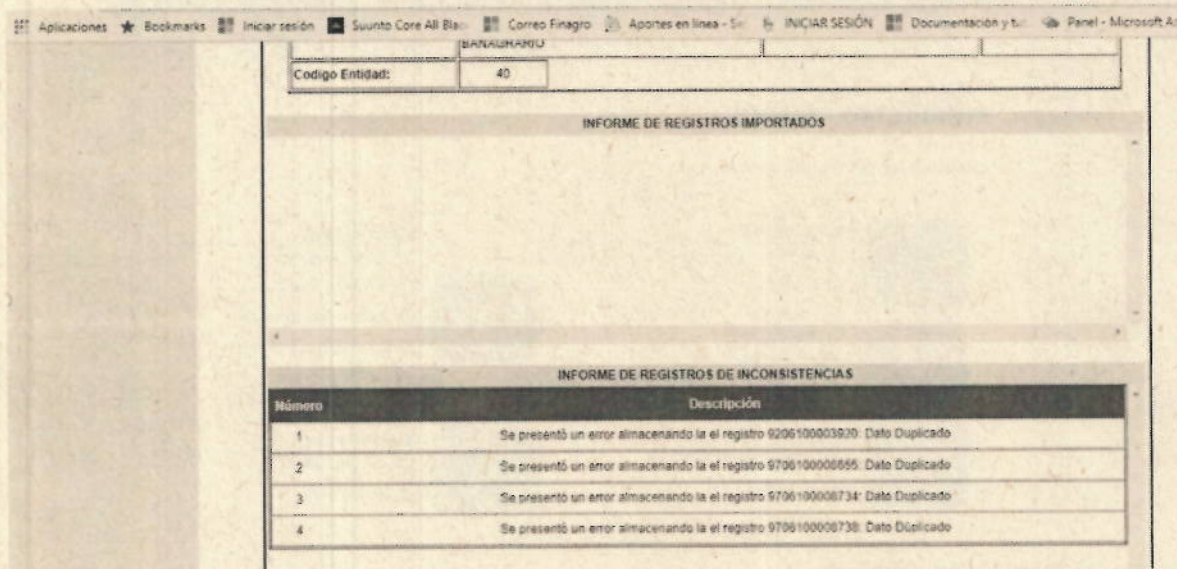 Aplicaciones Bookmarks Iniciar sesión Suunto Core All Blac Correo Finagro Aportes en línea - Se INICIAR SESIÓN Documentación y tu Panel - Microsoft A
BANAGRARIO
Codigo Entidad: 40
INFORME DE REGISTROS IMPORTADOS
INFORME DE REGISTROS DE INCONSISTENCIAS
Número Descripción
1 Se presentó un error almacenando la el registro 9206100003920: Dato Duplicado
2 Se presentó un error almacenando la el registro Dato Duplicado
3 Se presentó un error almacenando la el registro 9706100008734: Dato Duplicado
4 Se presentó un error almacenando la el registro 9706100008738: Dato Duplicado